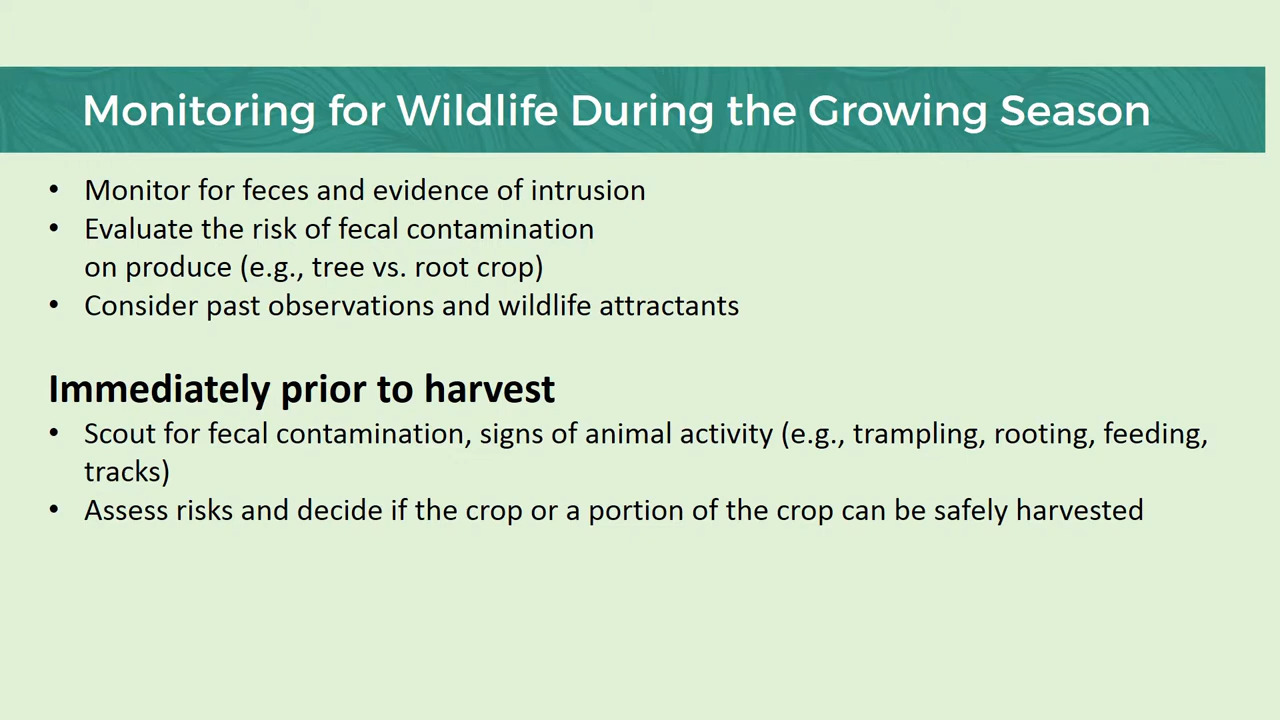 Monitoring for Wildlife During the Growing Season
• Monitor for feces and evidence of intrusion
• Evaluate the risk of fecal contamination
on produce (e.g., tree vs. root crop)
• Consider past observations and wildlife attractants
Immediately prior to harvest
• Scout for fecal contamination, signs of animal activity (e.g., trampling, rooting, feeding,
tracks)
• Assess risks and decide if the crop or a portion of the crop can be safely harvested